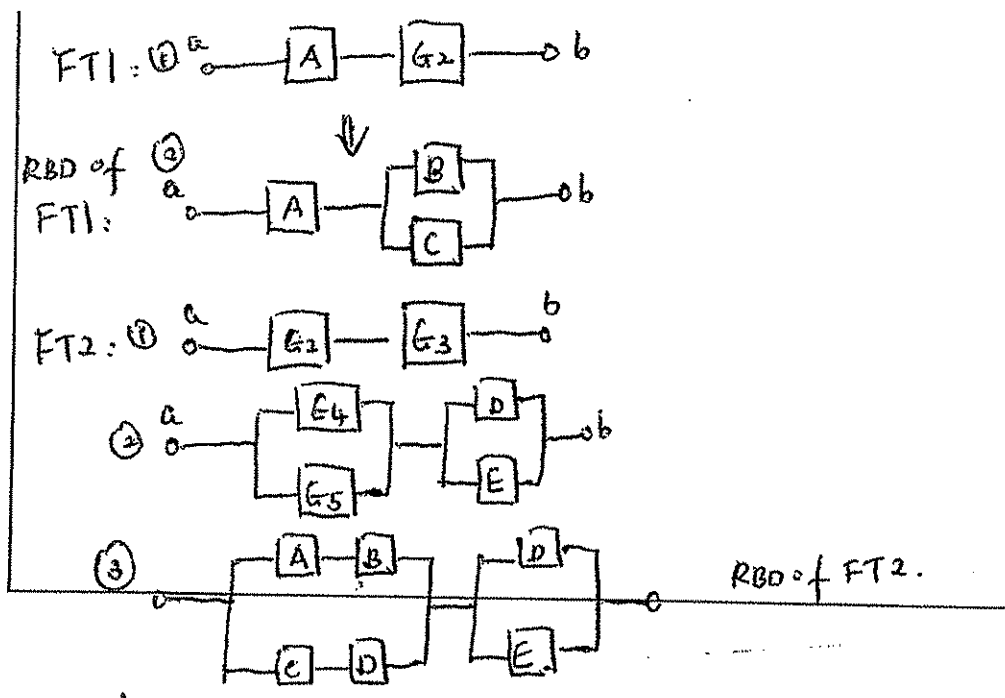 FT1: ① a A G2 b
RBD of ② a
FT1: A B C b
FT2: ① a G2 G3 b
② a G4 G5 D E b
③ A B D
RBD of FT2.
C D E